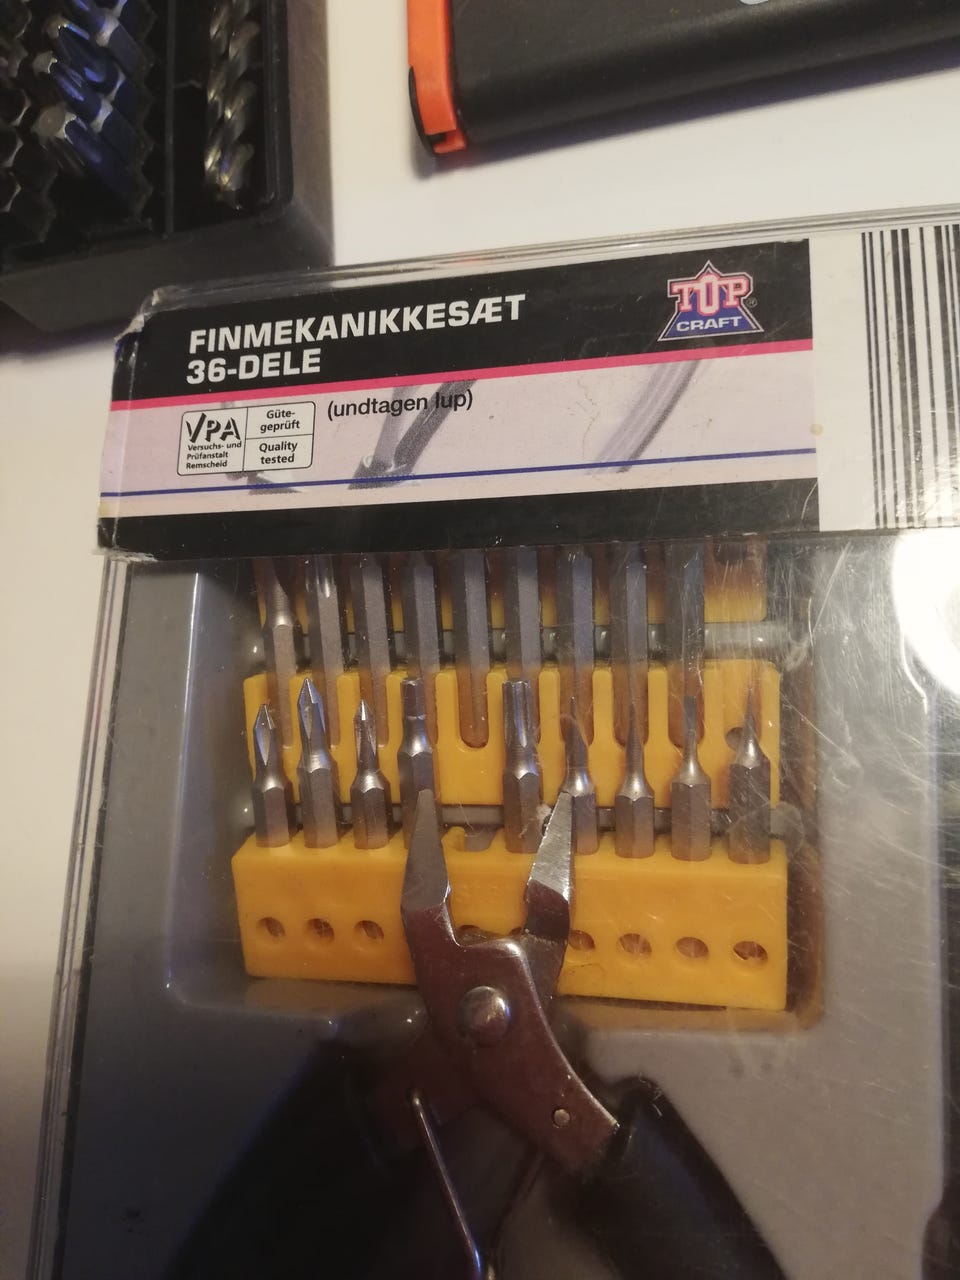 FINMEKANIKKESÆT
36-DELE
TOP
CRAFT
®
(undtagen lup)
VPA
Versuchs- und
Prüfanstalt
Remscheid
Güte-
geprüft
Quality
tested